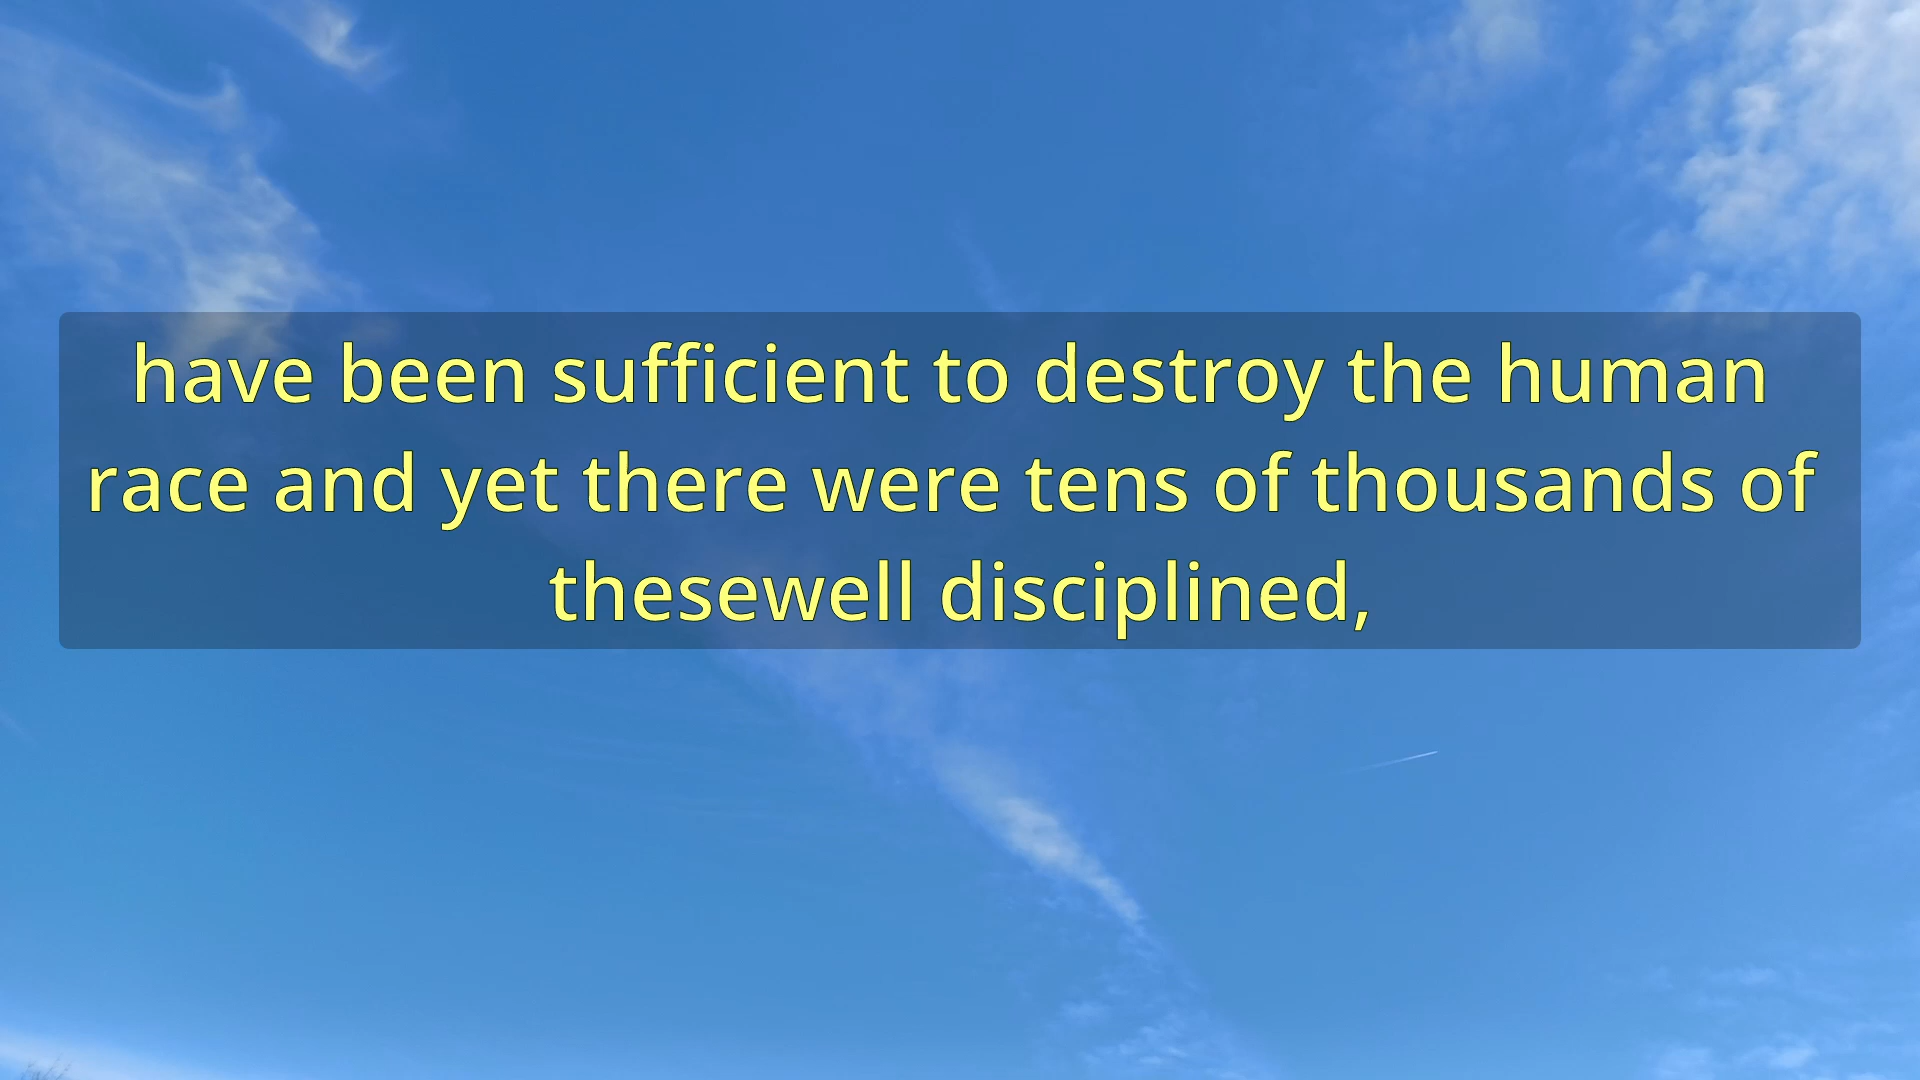 have been sufficient to destroy the human
race and yet there were tens of thousands of
thesewell disciplined,